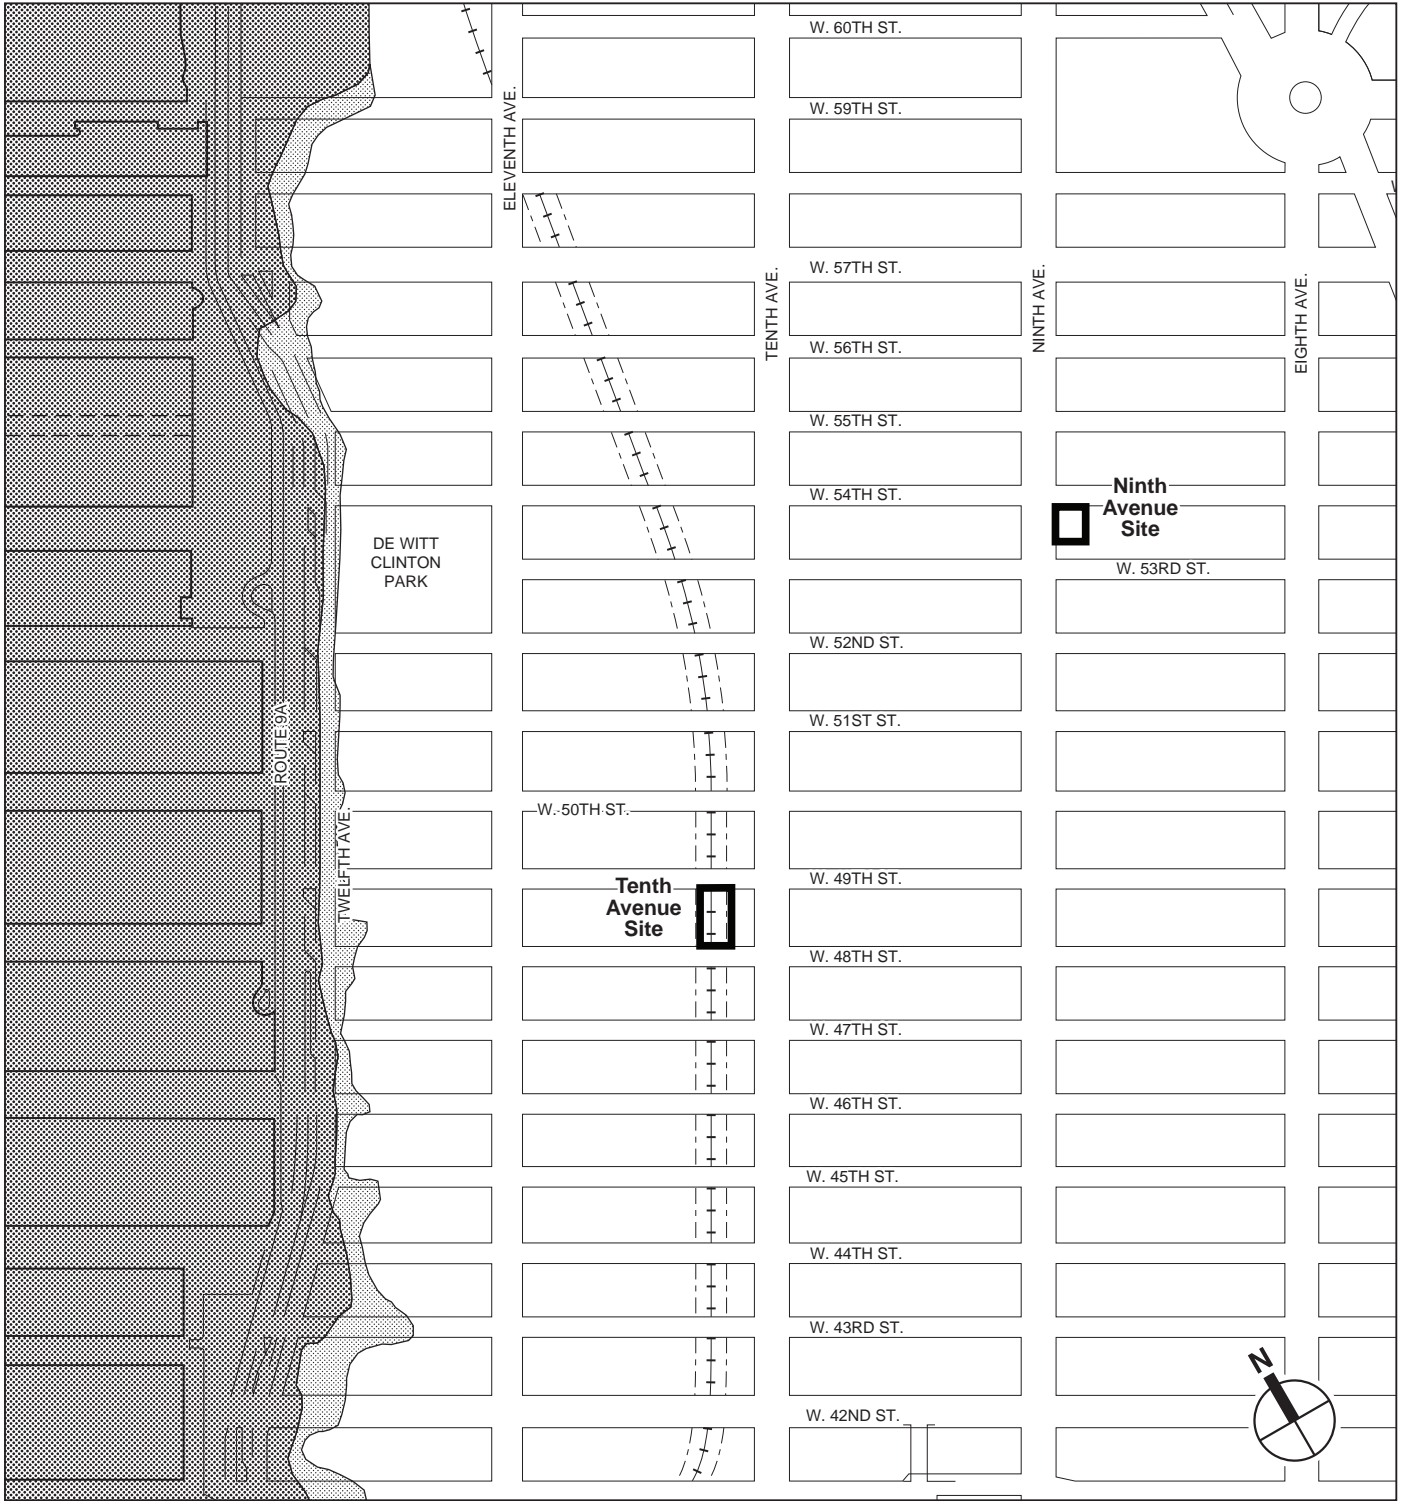 W. 60TH ST.
W. 59TH ST.
ELEVENTH AVE.
W. 57TH ST.
TENTH AVE.
NINTH AVE.
EIGHTH AVE.
W. 56TH ST.
W. 55TH ST.
W. 54TH ST.
Ninth
Avenue
Site
DE WITT
CLINTON
PARK
W. 53RD ST.
W. 52ND ST.
ROUTE 9A
W. 51ST ST.
W. 50TH ST.
TWELFTH AVE.
W. 49TH ST.
Tenth
Avenue
Site
W. 48TH ST.
W. 47TH ST.
W. 46TH ST.
W. 45TH ST.
W. 44TH ST.
W. 43RD ST.
N
W. 42ND ST.